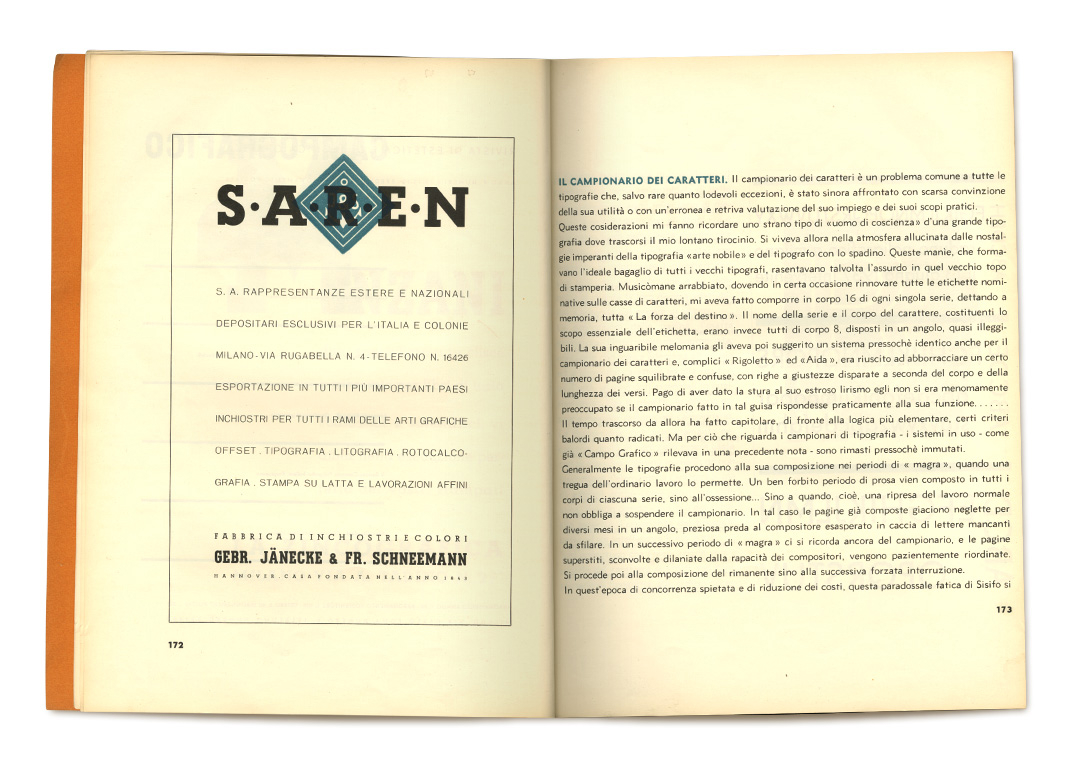 S·A·R·E·N
S. A. RAPPRESENTANZE ESTERE E NAZIONALI
DEPOSITARI ESCLUSIVI PER L'ITALIA E COLONIE
MILANO-VIA RUGABELLA N. 4-TELEFONO N. 16426
ESPORTAZIONE IN TUTTI I PIÙ IMPORTANTI PAESI
INCHIOSTRI PER TUTTI I RAMI DELLE ARTI GRAFICHE
OFFSET . TIPOGRAFIA . LITOGRAFIA . ROTOCALCO-
GRAFIA . STAMPA SU LATTA E LAVORAZIONI AFFINI
FABBRICA DI INCHIOSTRI E COLORI
GEBR. JÄNECKE & FR. SCHNEEMANN
HANNOVER. CASA FONDATA NELL'ANNO 1843
172
IL CAMPIONARIO DEI CARATTERI. Il campionario dei caratteri è un problema comune a tutte le
tipografie che, salvo rare quanto lodevoli eccezioni, è stato sinora affrontato con scarsa convinzione
della sua utilità o con un'erronea e retriva valutazione del suo impiego e dei suoi scopi pratici.
Queste cosiderazioni mi fanno ricordare uno strano tipo di «uomo di coscienza» d'una grande tipo-
grafia dove trascorsi il mio lontano tirocinio. Si viveva allora nella atmosfera allucinata dalle nostal-
gie imperanti della tipografia «arte nobile» e del tipografo con lo spadino. Queste manìe, che forma-
vano l'ideale bagaglio di tutti i vecchi tipografi, rasentavano talvolta l'assurdo in quel vecchio topo
di stamperia. Musicòmane arrabbiato, dovendo in certa occasione rinnovare tutte le etichette nomi-
native sulle casse di caratteri, mi aveva fatto comporre in corpo 16 di ogni singola serie, dettando a
memoria, tutta « La forza del destino ». Il nome della serie e il corpo del carattere, costituenti lo
scopo essenziale dell'etichetta, erano invece tutti di corpo 8, disposti in un angolo, quasi illeggi-
bili. La sua inguaribile melomania gli aveva poi suggerito un sistema pressochè identico anche per il
campionario dei caratteri e, complici « Rigoletto » ed «Aida », era riuscito ad abborracciare un certo
numero di pagine squilibrate e confuse, con righe a giustezze disparate a seconda del corpo e della
lunghezza dei versi. Pago di aver dato la stura al suo estroso lirismo egli non si era menomamente
preoccupato se il campionario fatto in tal guisa rispondesse praticamente alla sua funzione.......
Il tempo trascorso da allora ha fatto capitolare, di fronte alla logica più elementare, certi criteri
balordi quanto radicati. Ma per ciò che riguarda i campionari di tipografia - i sistemi in uso - come
già « Campo Grafico » rilevava in una precedente nota - sono rimasti pressochè immutati.
Generalmente le tipografie procedono alla sua composizione nei periodi di « magra », quando una
tregua dell'ordinario lavoro lo permette. Un ben forbito periodo di prosa vien composto in tutti i
corpi di ciascuna serie, sino all'ossessione... Sino a quando, cioè, una ripresa del lavoro normale
non obbliga a sospendere il campionario. In tal caso le pagine già composte giaciono neglette per
diversi mesi in un angolo, preziosa preda al compositore esasperato in caccia di lettere mancanti
da sfilare. In un successivo periodo di « magra » ci si ricorda ancora del campionario, e le pagine
superstiti, sconvolte e dilaniate dalla rapacità dei compositori, vengono pazientemente riordinate.
Si procede poi alla composizione del rimanente sino alla successiva forzata interruzione.
In quest'epoca di concorrenza spietata e di riduzione dei costi, questa paradossale fatica di Sisifo si
173